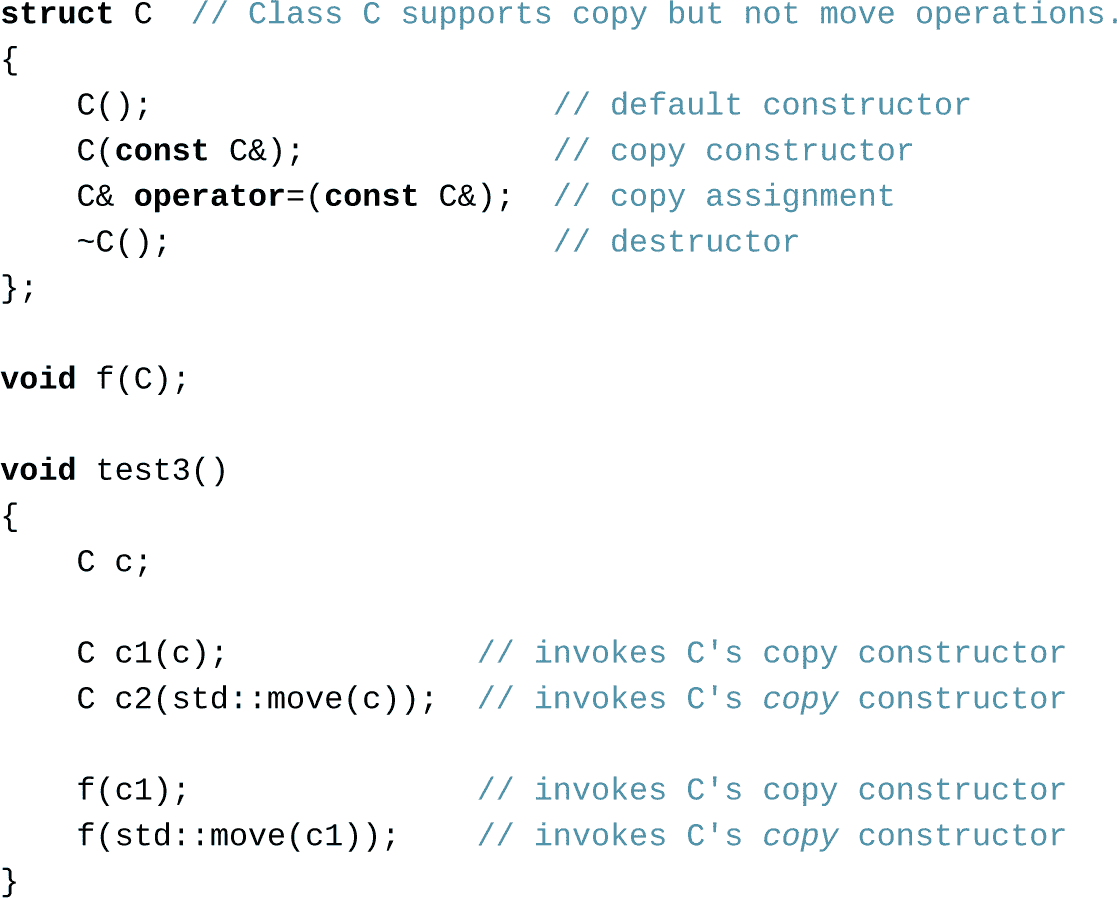 struct C  // Class C supports copy but not move operations.
{
    C();                     // default constructor
    C(const C&);             // copy constructor
    C& operator=(const C&);  // copy assignment
    ~C();                    // destructor
};

void f(C);

void test3()
{
    C c;

    C c1(c);             // invokes C's copy constructor
    C c2(std::move(c));  // invokes C's copy constructor

    f(c1);               // invokes C's copy constructor
    f(std::move(c1));    // invokes C's copy constructor
}